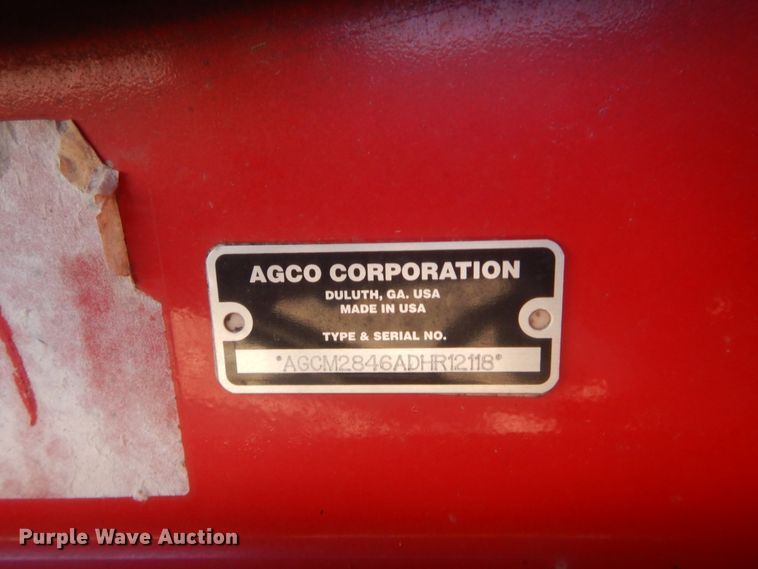 AGCO CORPORATION
DULUTH, GA. USA
MADE IN USA
TYPE & SERIAL NO.
*AGCM2846ADHR12118*
Purple Wave Auction